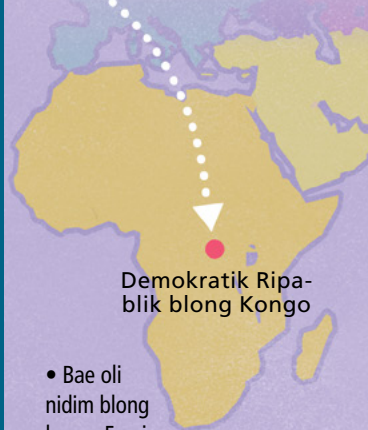 Demokratik Ripa-
blik blong Kongo
• Bae oli
nidim blong